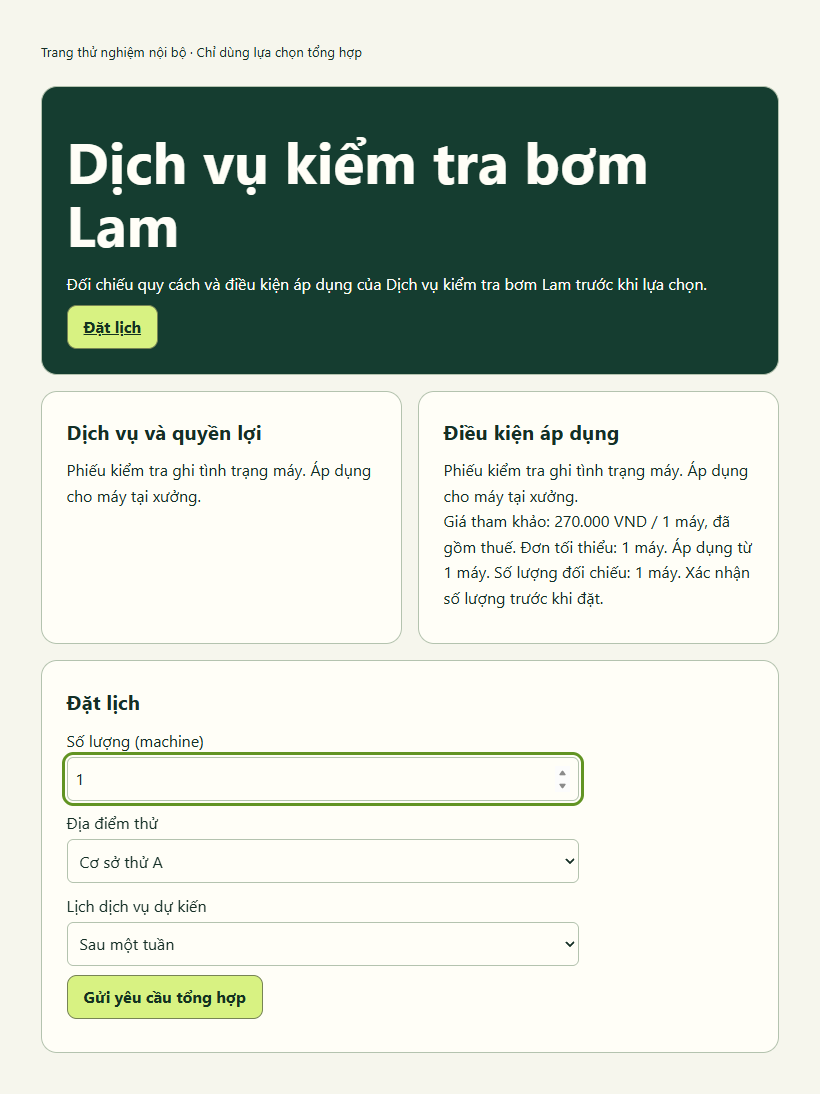 Trang thử nghiệm nội bộ · Chỉ dùng lựa chọn tổng hợp
Dịch vụ kiểm tra bơm
Lam
Đối chiếu quy cách và điều kiện áp dụng của Dịch vụ kiểm tra bơm Lam trước khi lựa chọn.
Đặt lịch
Dịch vụ và quyền lợi
Phiếu kiểm tra ghi tình trạng máy. Áp dụng
cho máy tại xưởng.
Điều kiện áp dụng
Phiếu kiểm tra ghi tình trạng máy. Áp dụng
cho máy tại xưởng.
Giá tham khảo: 270.000 VND / 1 máy, đã
gồm thuế. Đơn tối thiểu: 1 máy. Áp dụng từ
1 máy. Số lượng đối chiếu: 1 máy. Xác nhận
số lượng trước khi đặt.
Đặt lịch
Số lượng (machine)
1
Địa điểm thử
Cơ sở thử A
Lịch dịch vụ dự kiến
Sau một tuần
Gửi yêu cầu tổng hợp